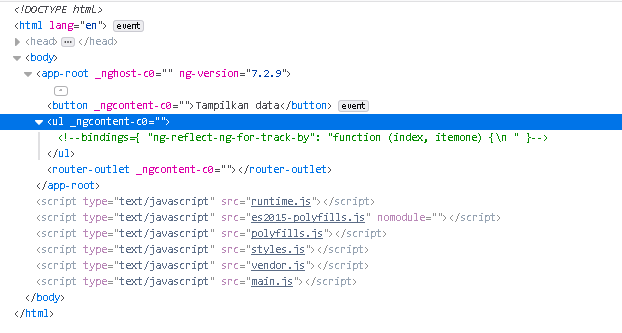 <!DOCTYPE html>
<html lang="en"> event
<head> ••• </head>
<body>
<app-root _nghost-c0="" ng-version="7.2.9">
<button _ngcontent-c0="">Tampilkan data</button> event
<ul _ngcontent-c0="">
<!--bindings={ "ng-reflect-ng-for-track-by": "function (index, itemone) {\n " }-->
</ul>
<router-outlet _ngcontent-c0=""></router-outlet>
</app-root>
<script type="text/javascript" src="runtime.js"></script>
<script type="text/javascript" src="es2015-polyfills.js" nomodule=""></script>
<script type="text/javascript" src="polyfills.js"></script>
<script type="text/javascript" src="styles.js"></script>
<script type="text/javascript" src="vendor.js"></script>
<script type="text/javascript" src="main.js"></script>
</body>
</html>